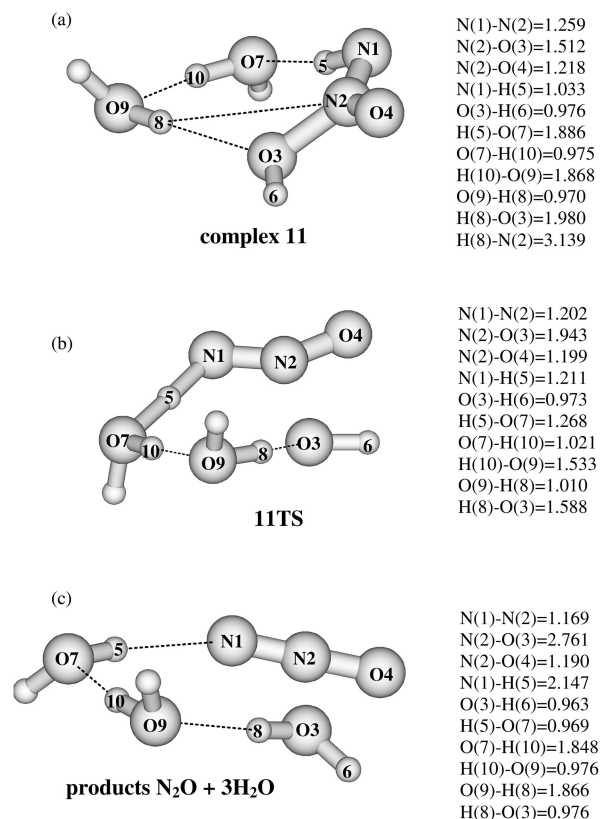 (a)
N1
O7
5
10
N2
O9
8
O4
O3
6
complex 11
N(1)-N(2)=1.259
N(2)-O(3)=1.512
N(2)-O(4)=1.218
N(1)-H(5)=1.033
O(3)-H(6)=0.976
H(5)-O(7)=1.886
O(7)-H(10)=0.975
H(10)-O(9)=1.868
O(9)-H(8)=0.970
H(8)-O(3)=1.980
H(8)-N(2)=3.139
(b)
O4
N1
N2
5
O7
10
O9
8
O3
6
11TS
N(1)-N(2)=1.202
N(2)-O(3)=1.943
N(2)-O(4)=1.199
N(1)-H(5)=1.211
O(3)-H(6)=0.973
H(5)-O(7)=1.268
O(7)-H(10)=1.021
H(10)-O(9)=1.533
O(9)-H(8)=1.010
H(8)-O(3)=1.588
(c)
N1
5
O7
N2
O4
10
O9
8
O3
6
products N₂O + 3H₂O
N(1)-N(2)=1.169
N(2)-O(3)=2.761
N(2)-O(4)=1.190
N(1)-H(5)=2.147
O(3)-H(6)=0.963
H(5)-O(7)=0.969
O(7)-H(10)=1.848
H(10)-O(9)=0.976
O(9)-H(8)=1.866
H(8)-O(3)=0.976